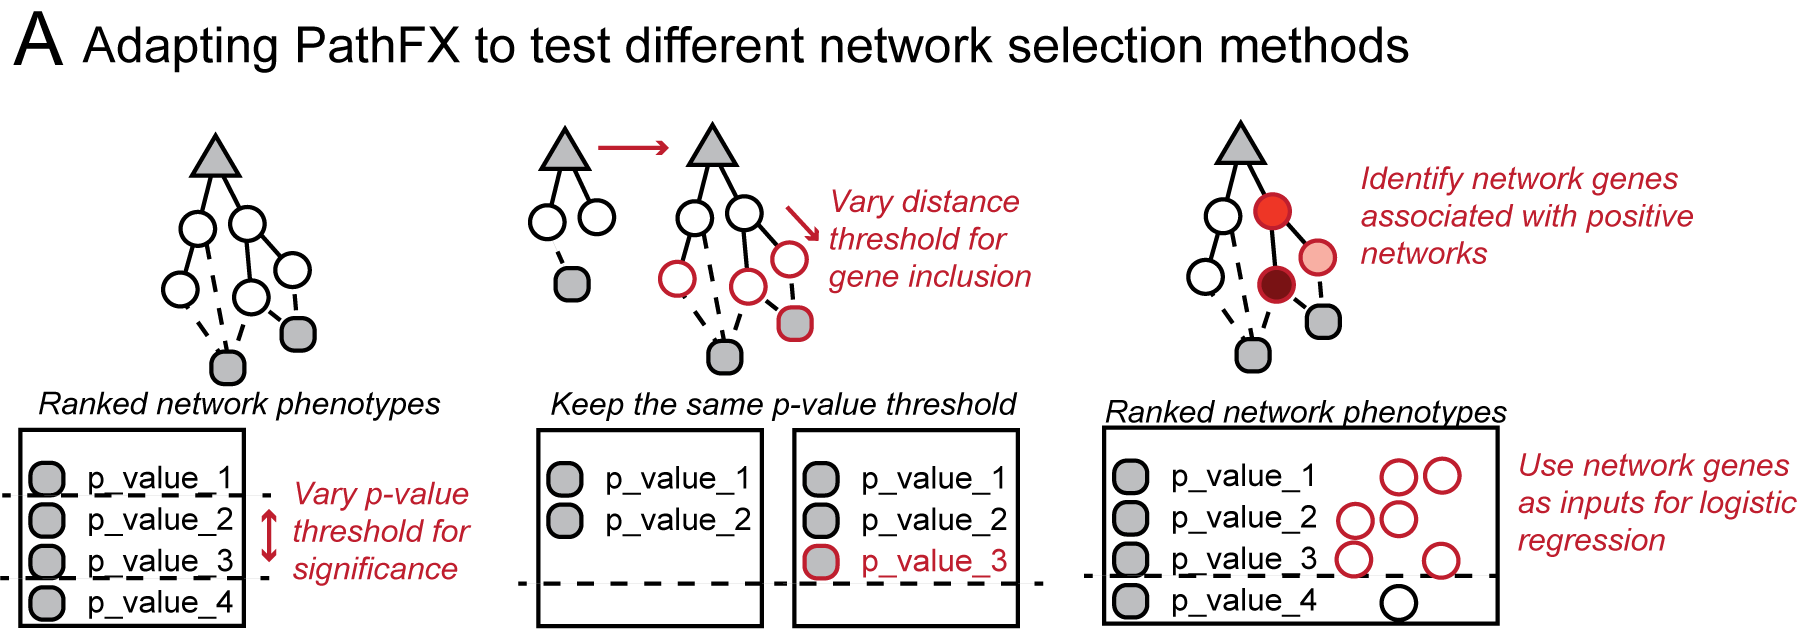 A Adapting PathFX to test different network selection methods
Ranked network phenotypes
p_value_1
p_value_2
p_value_3
p_value_4
Vary p-value
threshold for
significance
Vary distance
threshold for
gene inclusion
Keep the same p-value threshold
p_value_1
p_value_2
p_value_1
p_value_2
p_value_3
Identify network genes
associated with positive
networks
Ranked network phenotypes
p_value_1
p_value_2
p_value_3
p_value_4
Use network genes
as inputs for logistic
regression